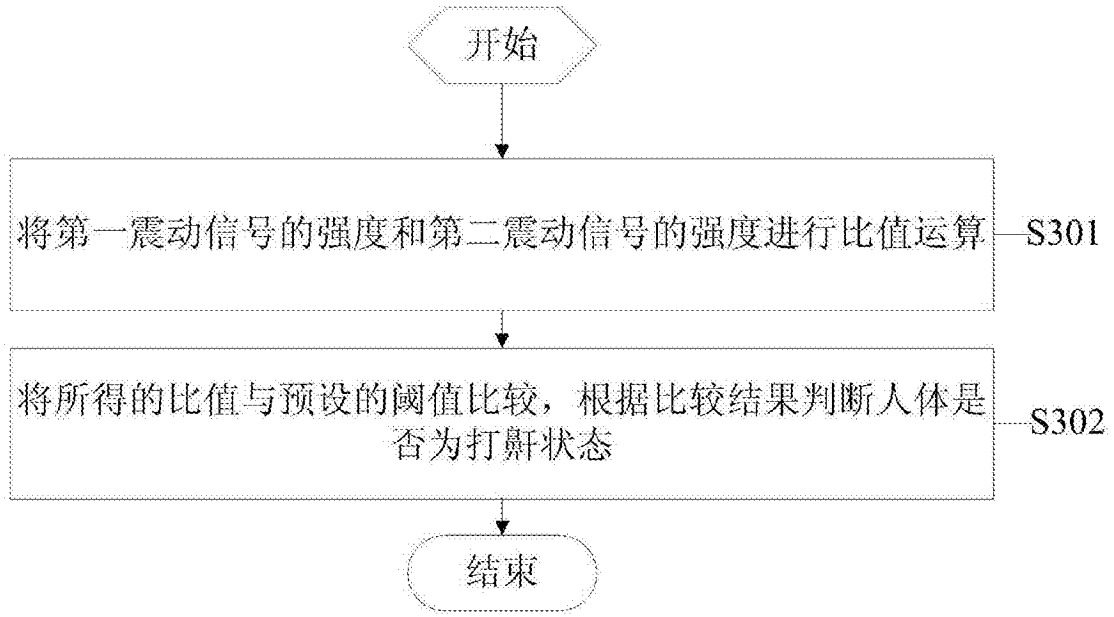 开始
将第一震动信号的强度和第二震动信号的强度进行比值运算
S301
将所得的比值与预设的阈值比较，根据比较结果判断人体是
否为打鼾状态
S302
结束